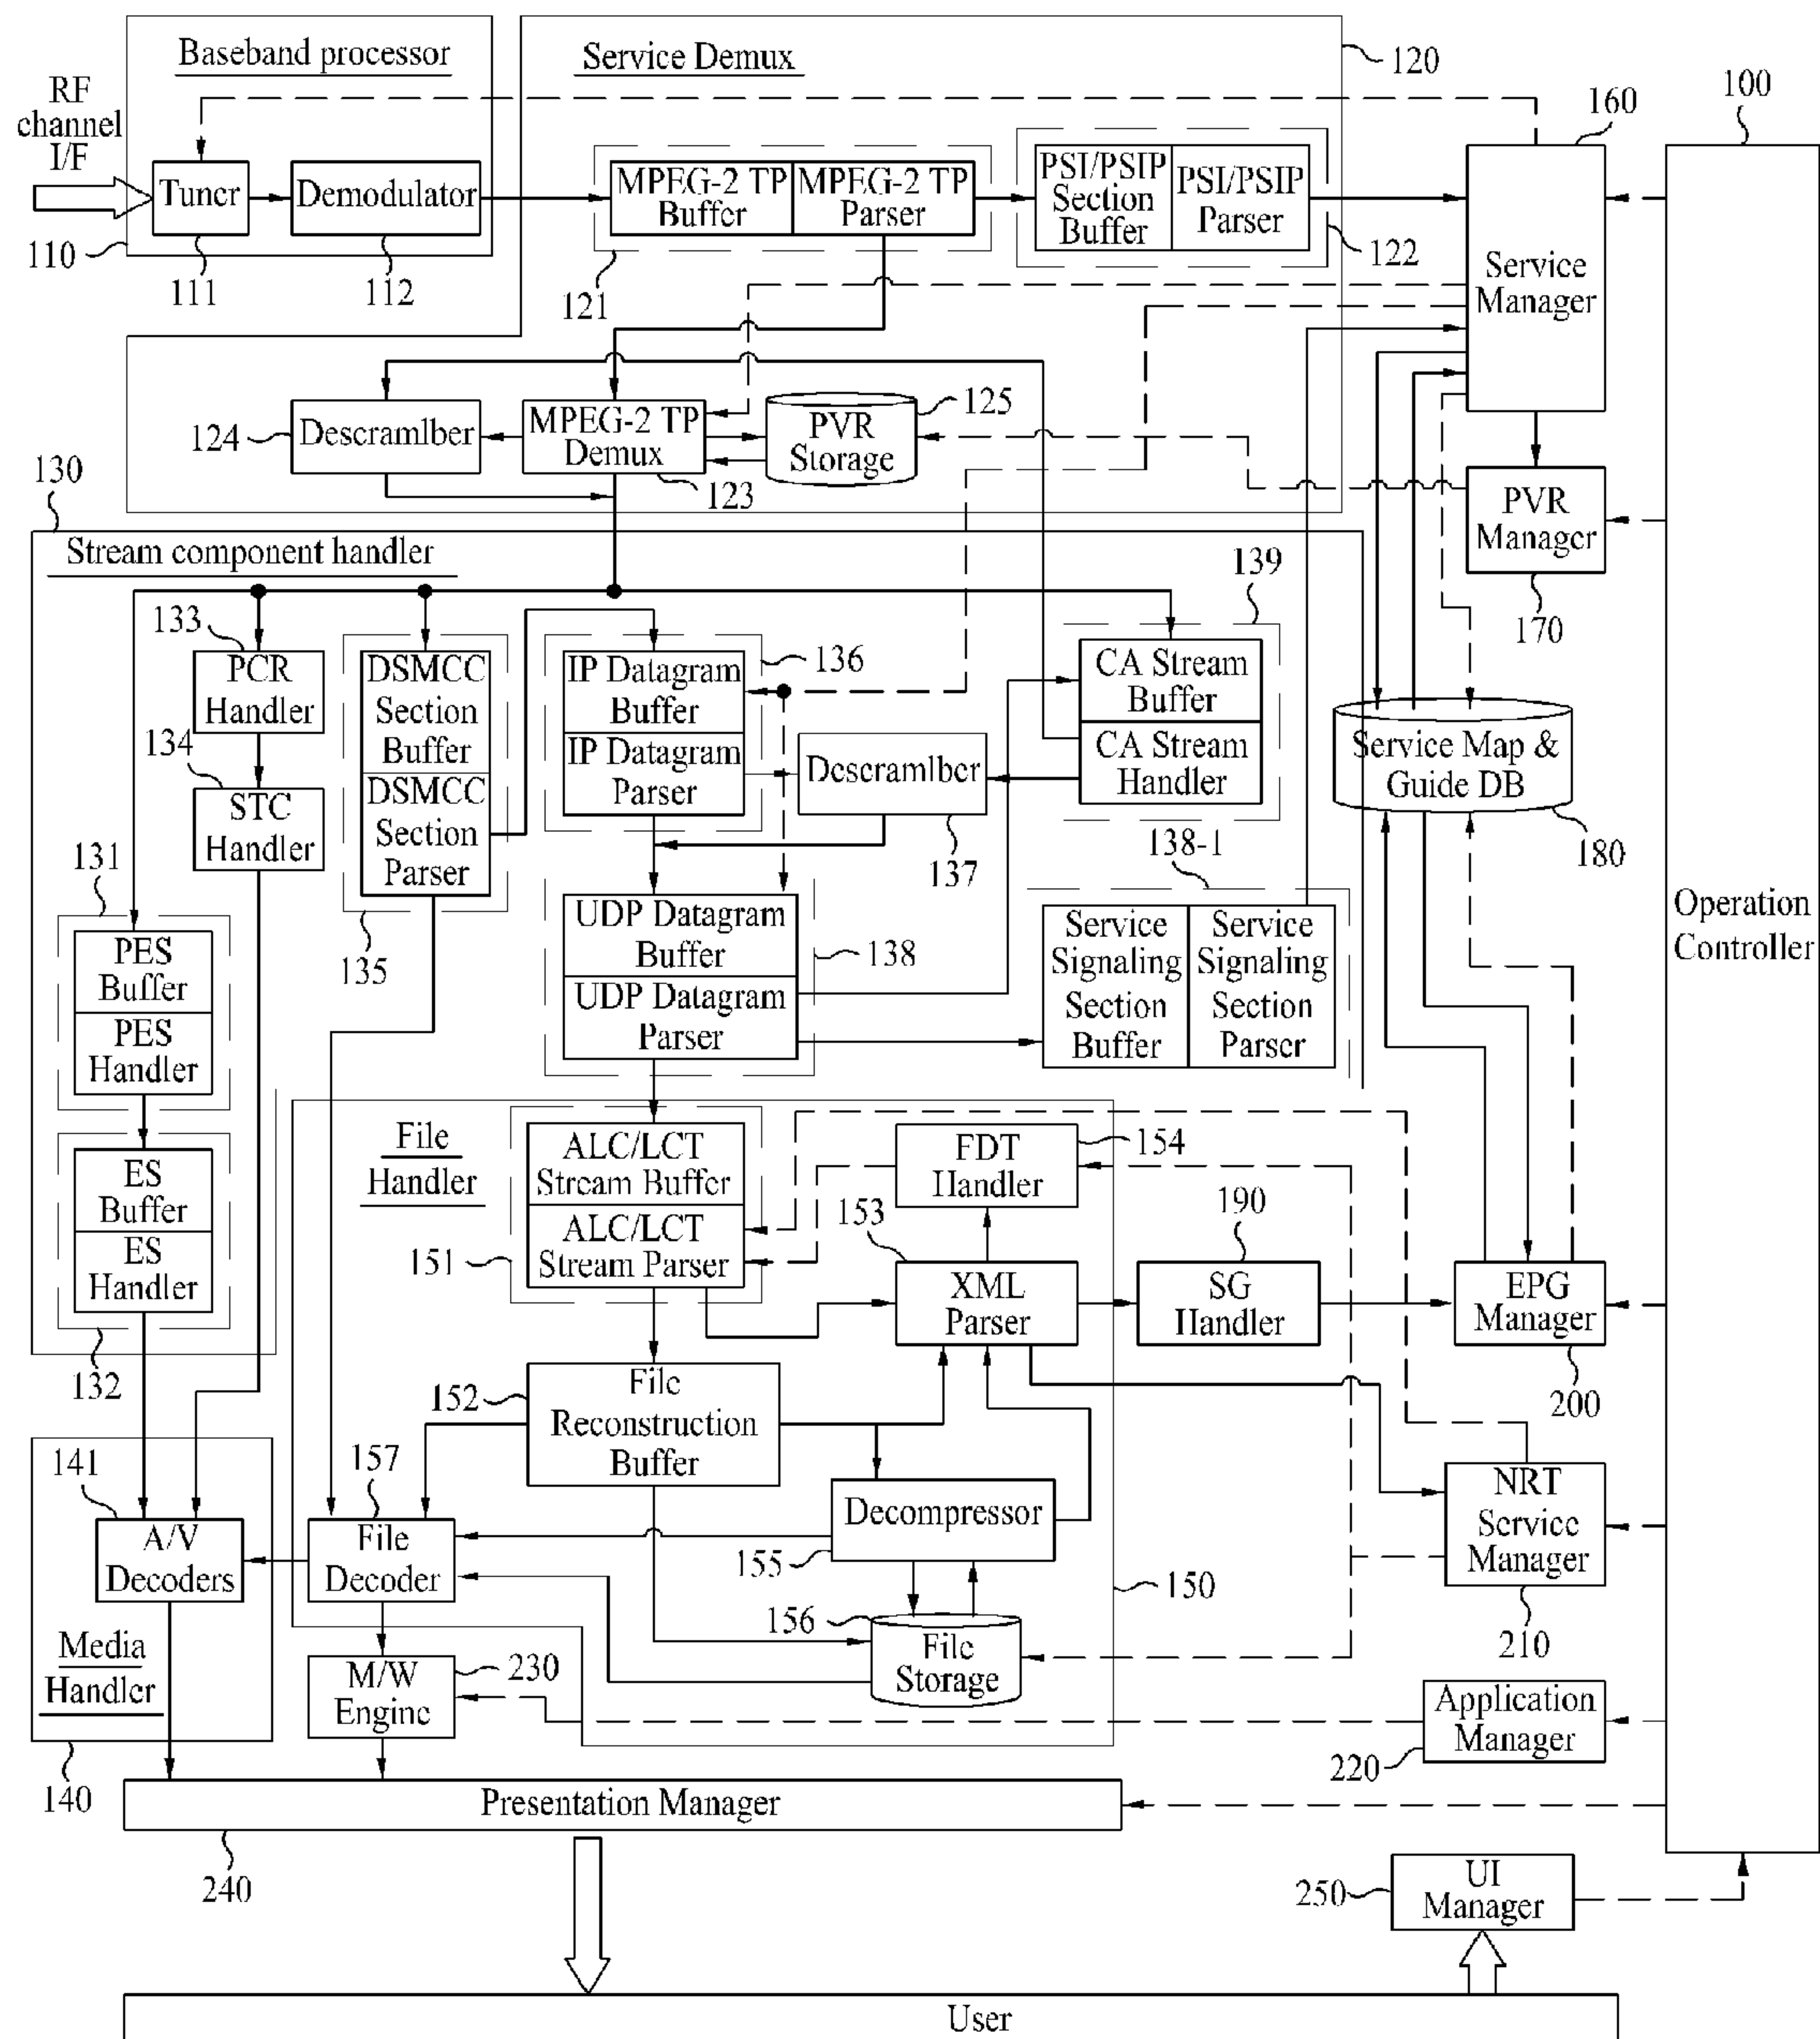 Baseband processor
Service Demux
120
RF
channel
I/F
100
160
Tuner
Demodulator
MPEG-2 TP
Buffer
MPEG-2 TP
Parser
PSI/PSIP
Section
Buffer
PSI/PSIP
Parser
110
111
112
121
122
Service
Manager
124
Descramlber
MPEG-2 TP
Demux
PVR
Storage
125
123
130
PVR
Manager
Stream component handler
139
170
133
PCR
Handler
DSMCC
Section
Buffer
DSMCC
Section
Parser
IP Datagram
Buffer
IP Datagram
Parser
136
CA Stream
Buffer
CA Stream
Handler
134
STC
Handler
Descramlber
Service Map &
Guide DB
180
137
138-1
131
135
PES
Buffer
PES
Handler
UDP Datagram
Buffer
UDP Datagram
Parser
138
Service
Signaling
Section
Buffer
Service
Signaling
Section
Parser
Operation
Controller
File
Handler
ALC/LCT
Stream Buffer
ALC/LCT
Stream Parser
FDT
Handler
154
ES
Buffer
ES
Handler
151
153
190
XML
Parser
SG
Handler
EPG
Manager
132
152
File
Reconstruction
Buffer
200
141
157
A/V
Decoders
File
Decoder
Decompressor
155
NRT
Service
Manager
150
210
156
File
Storage
Media
Handler
M/W
Engine
230
Application
Manager
220
140
Presentation Manager
240
250
UI
Manager
User